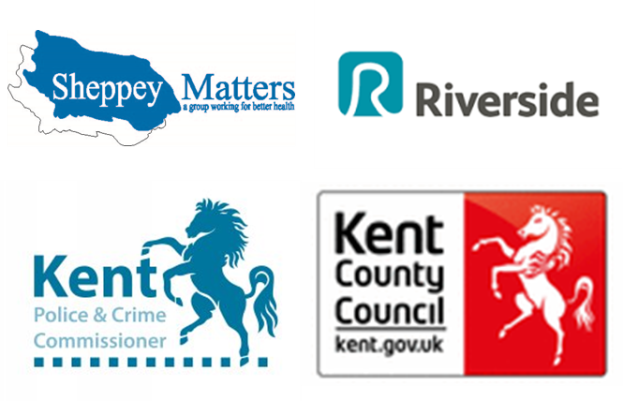 Sheppey Matters
a group working for better health
R Riverside
Kent
Police & Crime
Commissioner
Kent
County
Council
kent.gov.uk